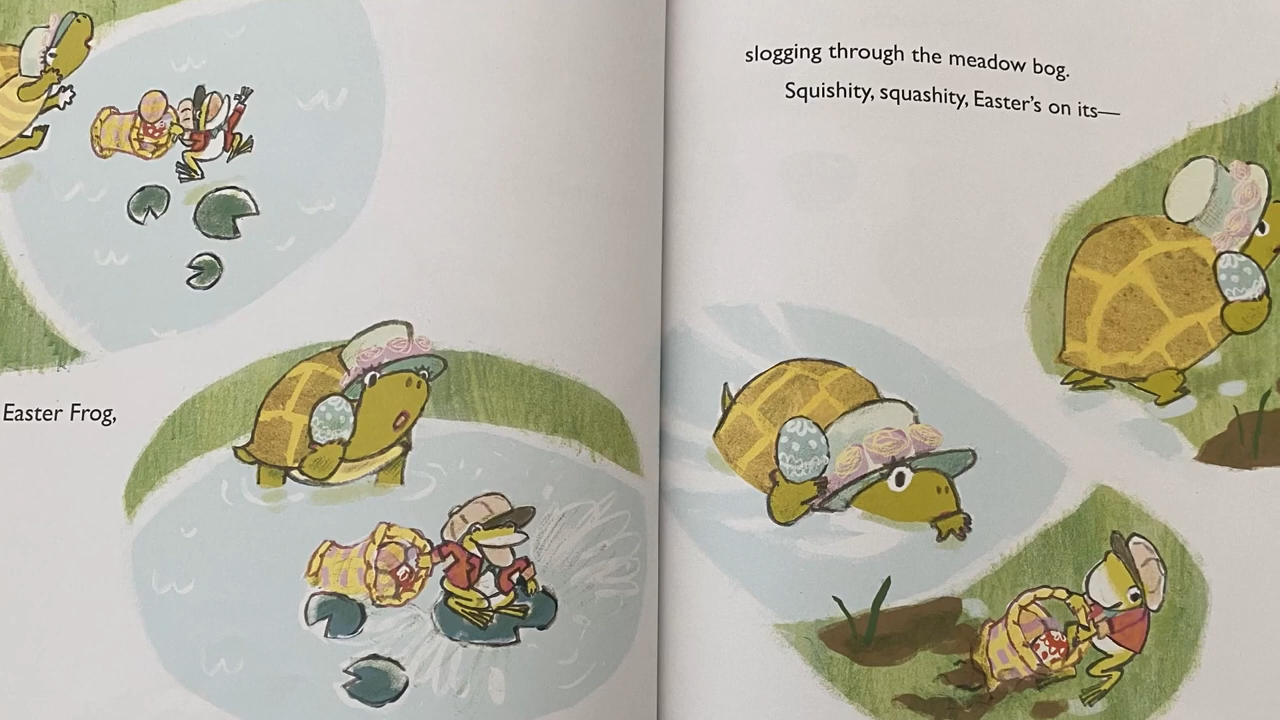 Easter Frog,
slogging through the meadow bog.
Squishity, squashity, Easter’s on its—